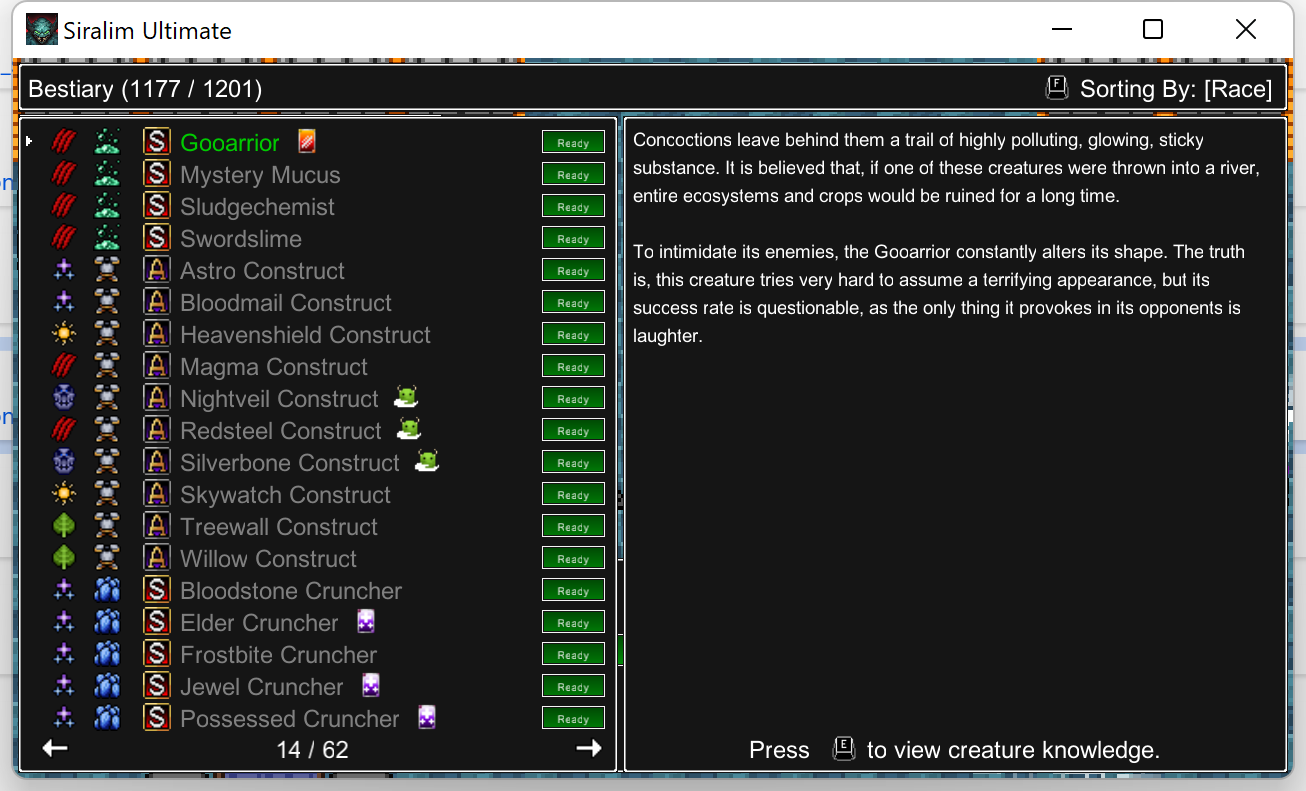 Siralim Ultimate
Bestiary (1177 / 1201)
F Sorting By: [Race]
S Gooarrior Ready
S Mystery Mucus Ready
S Sludgechemist Ready
S Swordslime Ready
A Astro Construct Ready
A Bloodmail Construct Ready
A Heavenshield Construct Ready
A Magma Construct Ready
A Nightveil Construct Ready
A Redsteel Construct Ready
A Silverbone Construct Ready
A Skywatch Construct Ready
A Treewall Construct Ready
A Willow Construct Ready
S Bloodstone Cruncher Ready
S Elder Cruncher Ready
S Frostbite Cruncher Ready
S Jewel Cruncher Ready
S Possessed Cruncher Ready
14 / 62
Concoctions leave behind them a trail of highly polluting, glowing, sticky
substance. It is believed that, if one of these creatures were thrown into a river,
entire ecosystems and crops would be ruined for a long time.
To intimidate its enemies, the Gooarrior constantly alters its shape. The truth
is, this creature tries very hard to assume a terrifying appearance, but its
success rate is questionable, as the only thing it provokes in its opponents is
laughter.
Press E to view creature knowledge.